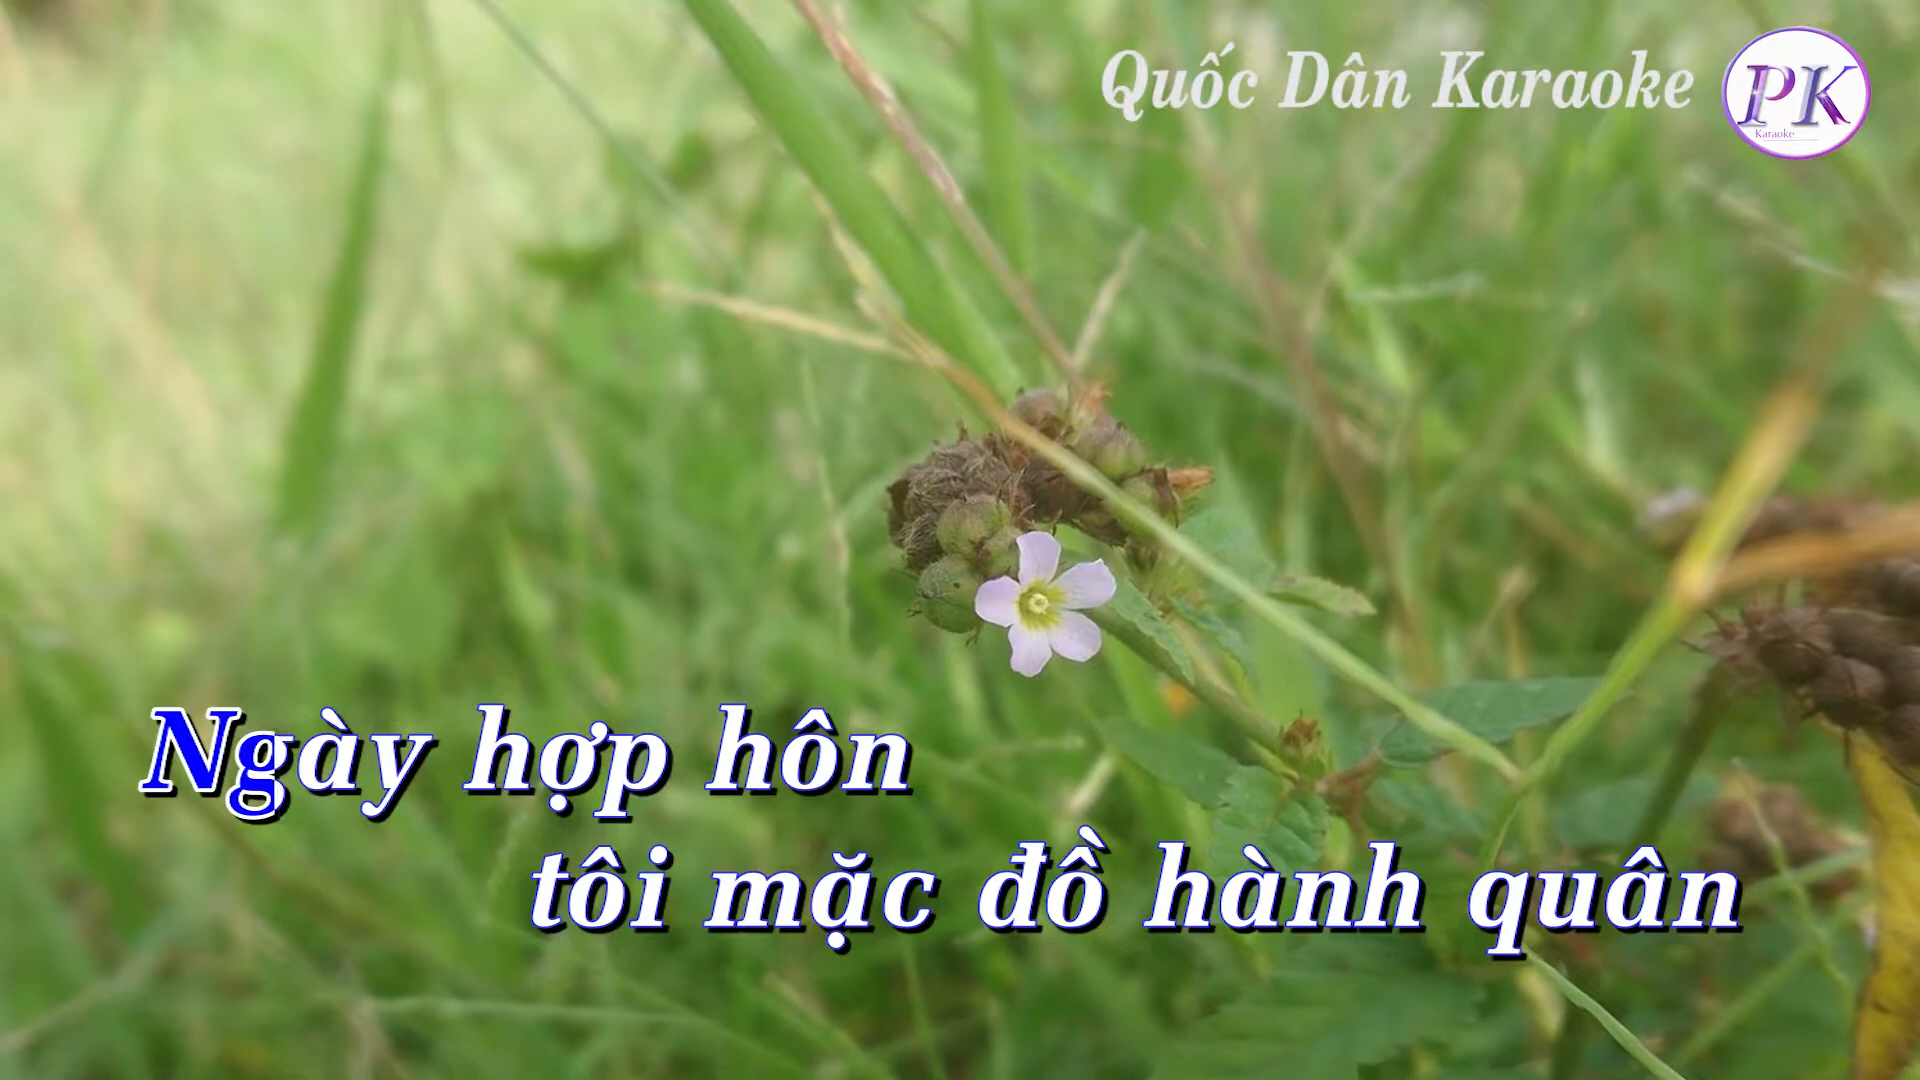 Quốc Dân Karaoke
PK
Karaoke
Ngày hợp hôn
tôi mặc đồ hành quân